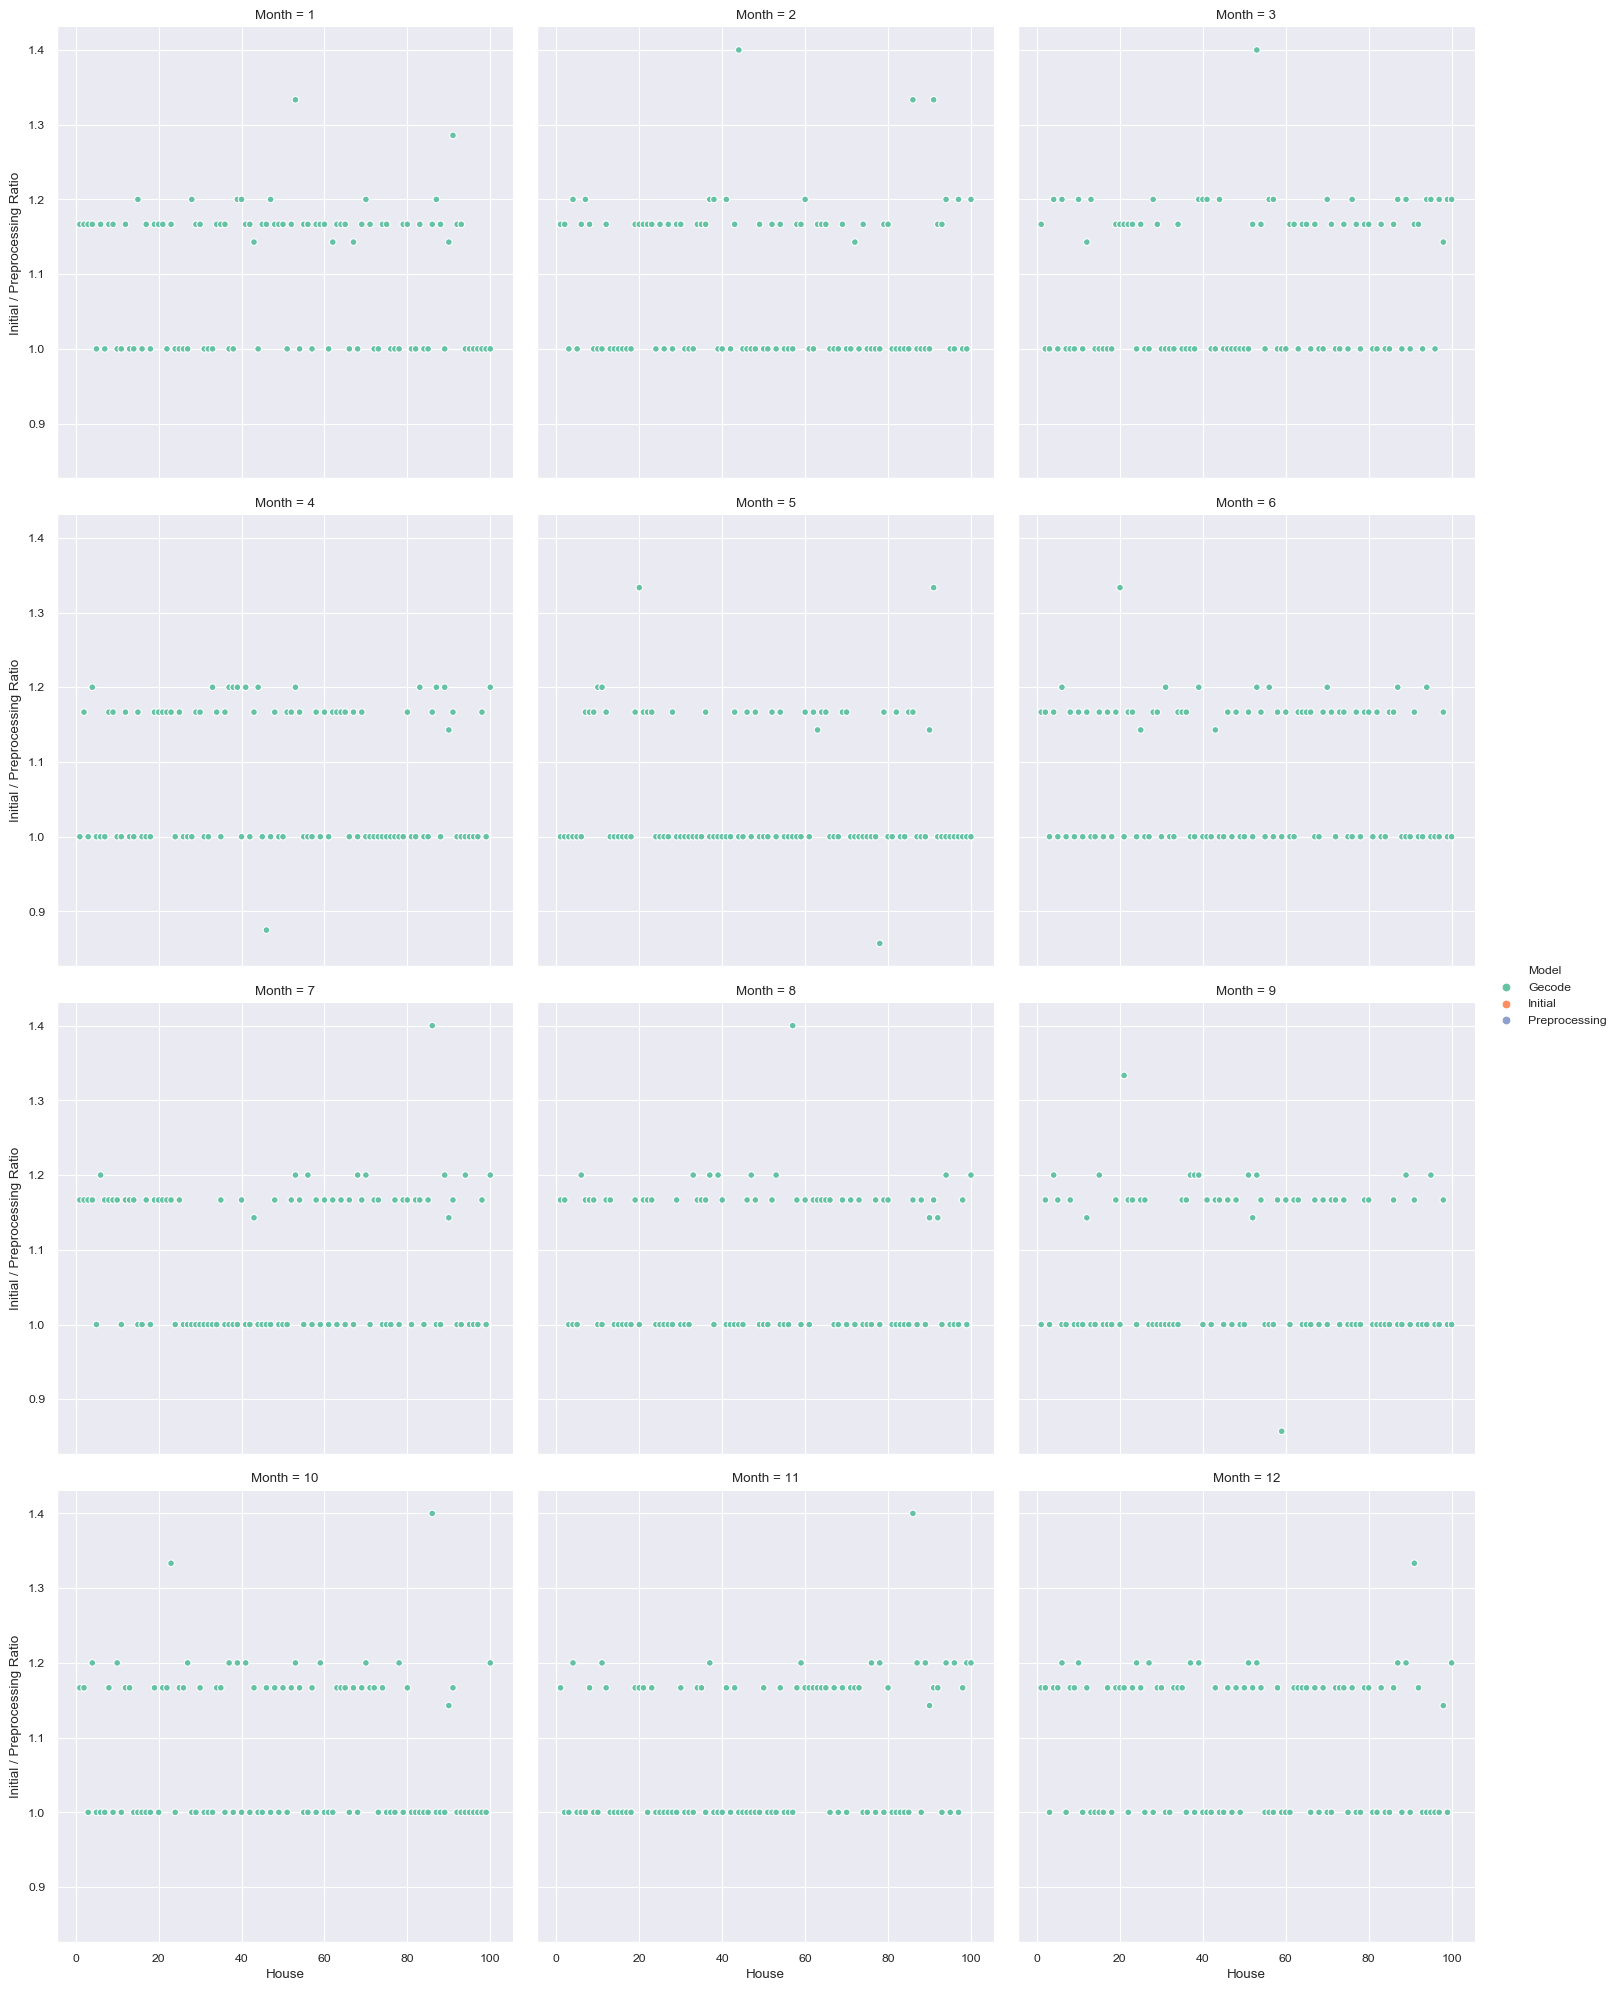 Month = 1
Month = 2
Month = 3
1.4
1.3
1.2
1.1
1.0
0.9
Initial / Preprocessing Ratio
Month = 4
Month = 5
Month = 6
1.4
1.3
1.2
1.1
1.0
0.9
Initial / Preprocessing Ratio
Model
Gecode
Initial
Preprocessing
Month = 7
Month = 8
Month = 9
1.4
1.3
1.2
1.1
1.0
0.9
Initial / Preprocessing Ratio
Month = 10
Month = 11
Month = 12
1.4
1.3
1.2
1.1
1.0
0.9
Initial / Preprocessing Ratio
0 20 40 60 80 100
0 20 40 60 80 100
0 20 40 60 80 100
House
House
House